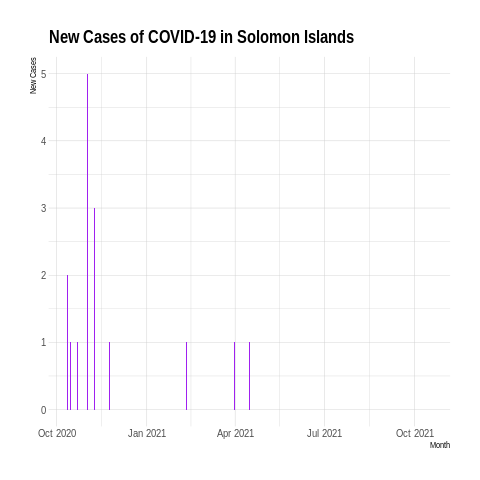 New Cases of COVID-19 in Solomon Islands
New Cases
5
4
3
2
1
0
Oct 2020 Jan 2021 Apr 2021 Jul 2021 Oct 2021
Month